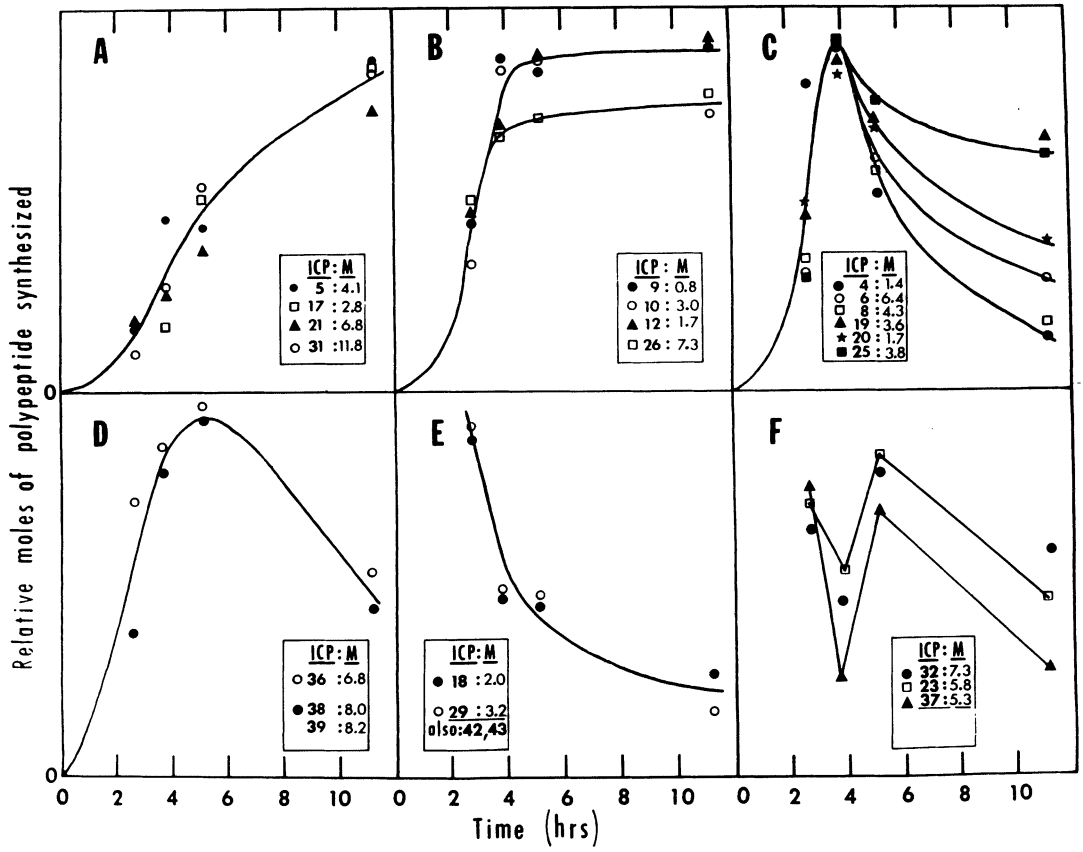 Relative moles of polypeptide synthesized
A
ICP: M
5 : 4.1
17 : 2.8
21 : 6.8
31 : 11.8
0
B
ICP: M
9 : 0.8
10 : 3.0
12 : 1.7
26 : 7.3
C
ICP: M
4 : 1.4
6 : 6.4
8 : 4.3
19 : 3.6
20 : 1.7
25 : 3.8
D
ICP: M
36 : 6.8
38 : 8.0
39 : 8.2
0
E
ICP: M
18 : 2.0
29 : 3.2
also:42,43
F
ICP: M
32 : 7.3
23 : 5.8
37 : 5.3
0 2 4 6 8 10 0 2 4 6 8 10 0 2 4 6 8 10
Time (hrs)